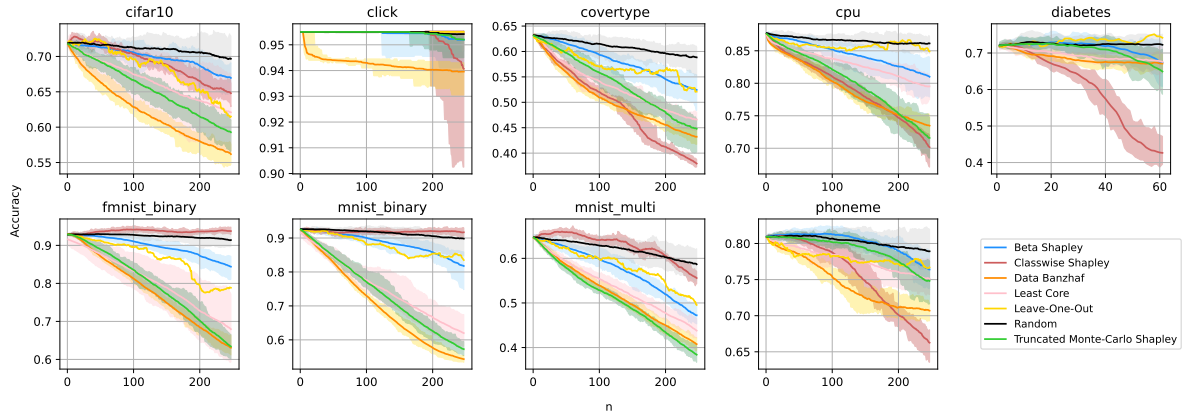 cifar10
click
covertype
cpu
diabetes
0.70
0.65
0.60
0.55
0 100 200
0.95
0.94
0.93
0.92
0.91
0.90
0 100 200
0.65
0.60
0.55
0.50
0.45
0.40
0 100 200
0.85
0.80
0.75
0.70
0 100 200
0.7
0.6
0.5
0.4
0 20 40 60
Accuracy
fmnist_binary
mnist_binary
mnist_multi
phoneme
0.9
0.8
0.7
0.6
0 100 200
0.9
0.8
0.7
0.6
0 100 200
0.6
0.5
0.4
0 100 200
0.80
0.75
0.70
0.65
0 100 200
Beta Shapley
Classwise Shapley
Data Banzhaf
Least Core
Leave-One-Out
Random
Truncated Monte-Carlo Shapley
n